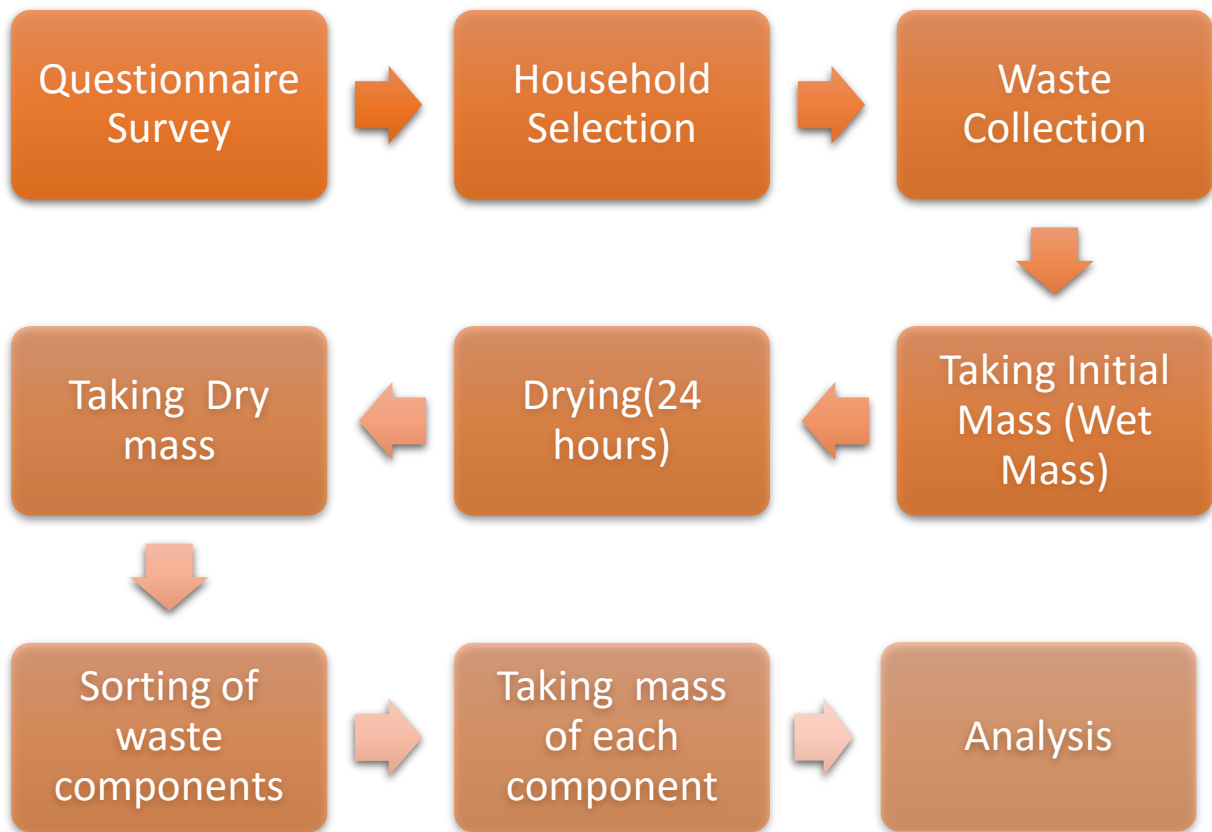 Questionnaire
Survey
Household
Selection
Waste
Collection
Taking Initial
Mass (Wet
Mass)
Drying(24
hours)
Taking  Dry
mass
Sorting of
waste
components
Taking  mass
of each
component
Analysis